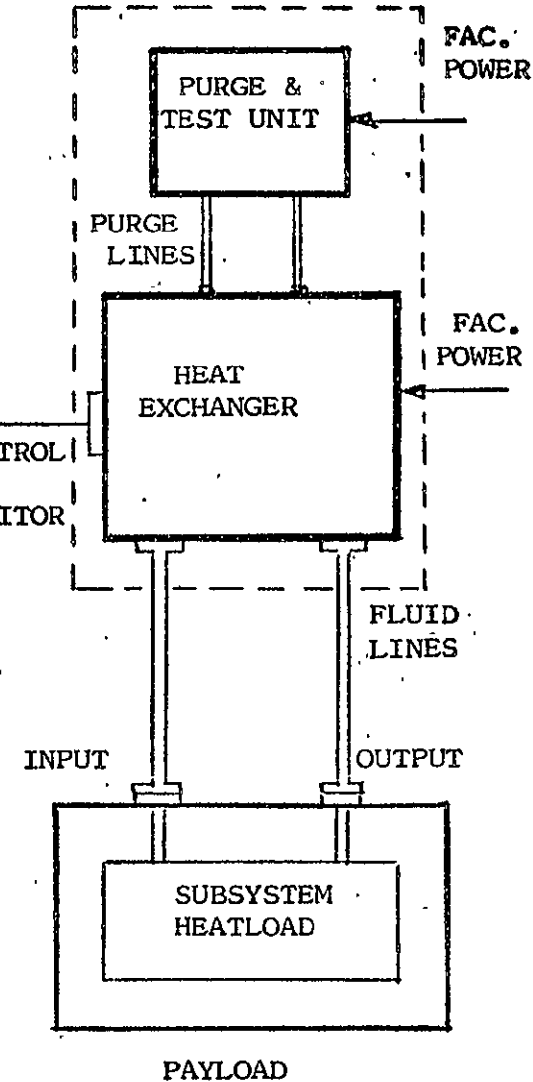 FAC.
POWER
PURGE &
TEST UNIT
PURGE
LINES
FAC.
POWER
HEAT
EXCHANGER
TROL
ITOR
FLUID
LINES
INPUT
OUTPUT
SUBSYSTEM
HEATLOAD
PAYLOAD